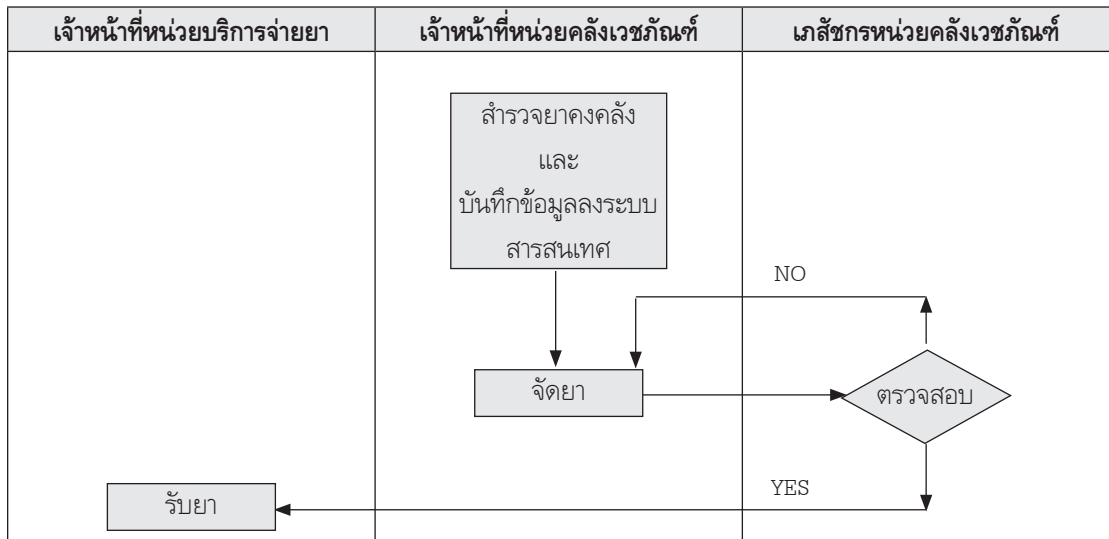 เจ้าหน้าที่หน่วยบริการจ่ายยา
เจ้าหน้าที่หน่วยคลังเวชภัณฑ์
เภสัชกรหน่วยคลังเวชภัณฑ์
สำรวจยาคงคลัง
และ
บันทึกข้อมูลลงระบบ
สารสนเทศ
NO
จัดยา
ตรวจสอบ
YES
รับยา